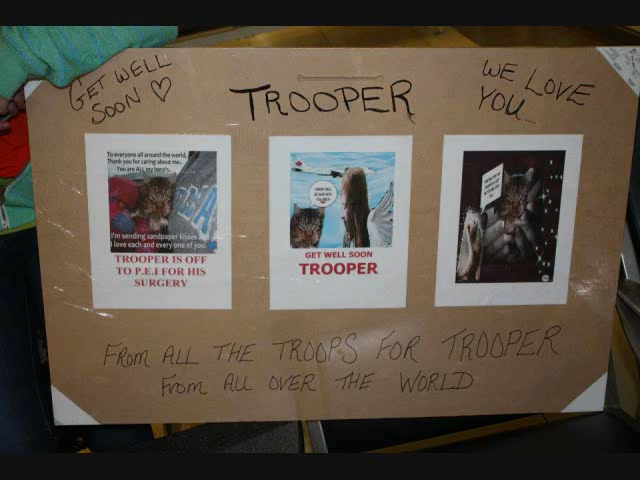 GET WELL
SOON ♡
TROOPER
WE LOVE
YOU
To everyone all around the world,
Thank you for caring about me..
You are ALL my hero's..
I'm sending sandpaper kisses
I love each and every one of you.
TROOPER IS OFF
TO P.E.I FOR HIS
SURGERY
GET WELL SOON
TROOPER
FROM ALL THE TROOPS FOR TROOPER
FROM ALL OVER THE WORLD